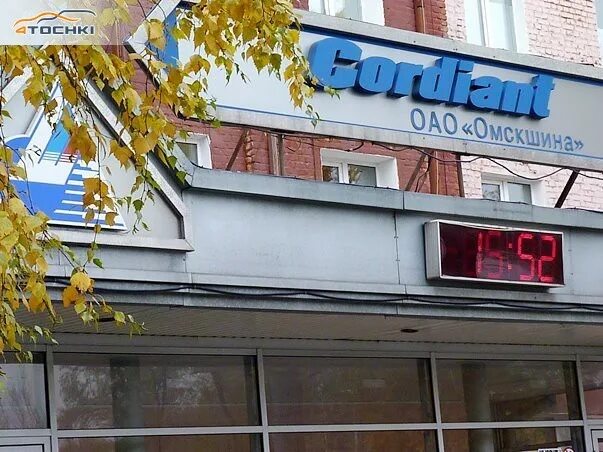 4TOCHKI
Cordiant
ОАО «Омскшина»
15:52